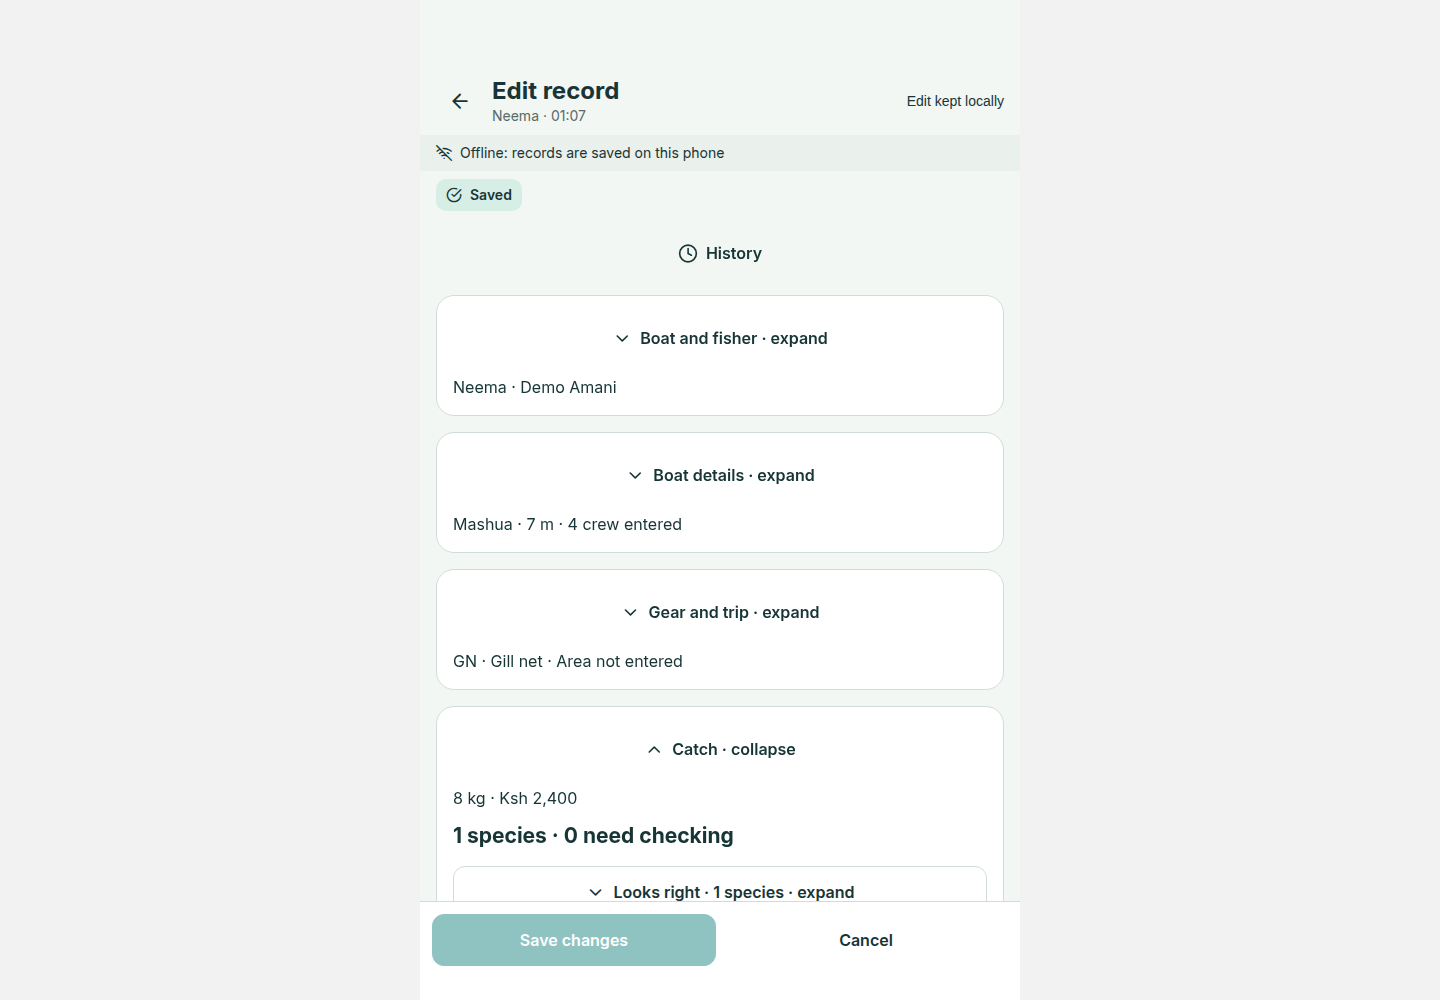 Edit record
Neema · 01:07
Edit kept locally
Offline: records are saved on this phone
Saved
History
Boat and fisher · expand
Neema · Demo Amani
Boat details · expand
Mashua · 7 m · 4 crew entered
Gear and trip · expand
GN · Gill net · Area not entered
Catch · collapse
8 kg · Ksh 2,400
1 species · 0 need checking
Looks right · 1 species · expand
Save changes
Cancel